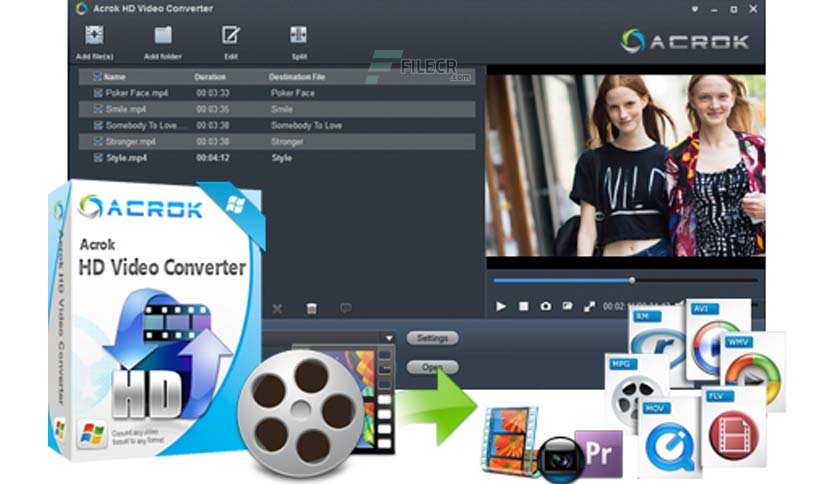 Acrok HD Video Converter
ACROK
Add file(s) Add folder Edit Split
FILECR
.com
Name Duration Destination File
Poker Face.mp4 00:03:33 Poker Face
Smile.mp4 00:03:36 Smile
Somebody To Love... 00:03:38 Somebody To Love
Stronger.mp4 00:03:38 Stronger
Style.mp4 00:04:12 Style
WILD
ACROK
Acrok
HD Video Converter
Acrok HD Video Converter
HD
Convert any video
format to any format
Settings
Open
RM
AVI
WMV
MPG
MOV
FLV
Pr